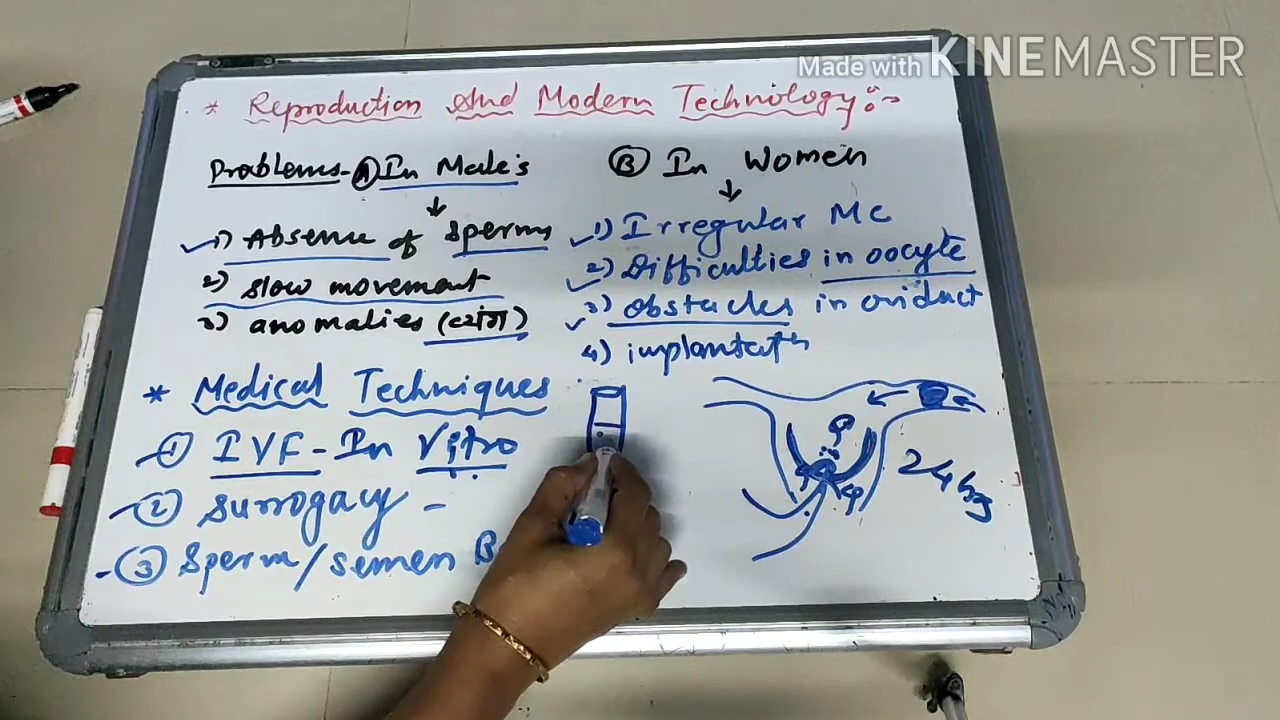 Made with KINEMASTER
* Reproduction And Modern Technology:-
Problems - (A) In Male's
↓
1) Absense of sperms
2) slow movement
3) anomalies (व्यंग)
(B) In Women
↓
1) Irregular MC
2) Difficulties in oocyte
3) obstacles in oviduct
4) implantatn
* Medical Techniques
① IVF - In Vitro
② surrogacy -
③ Sperm/semen B
24 hrs